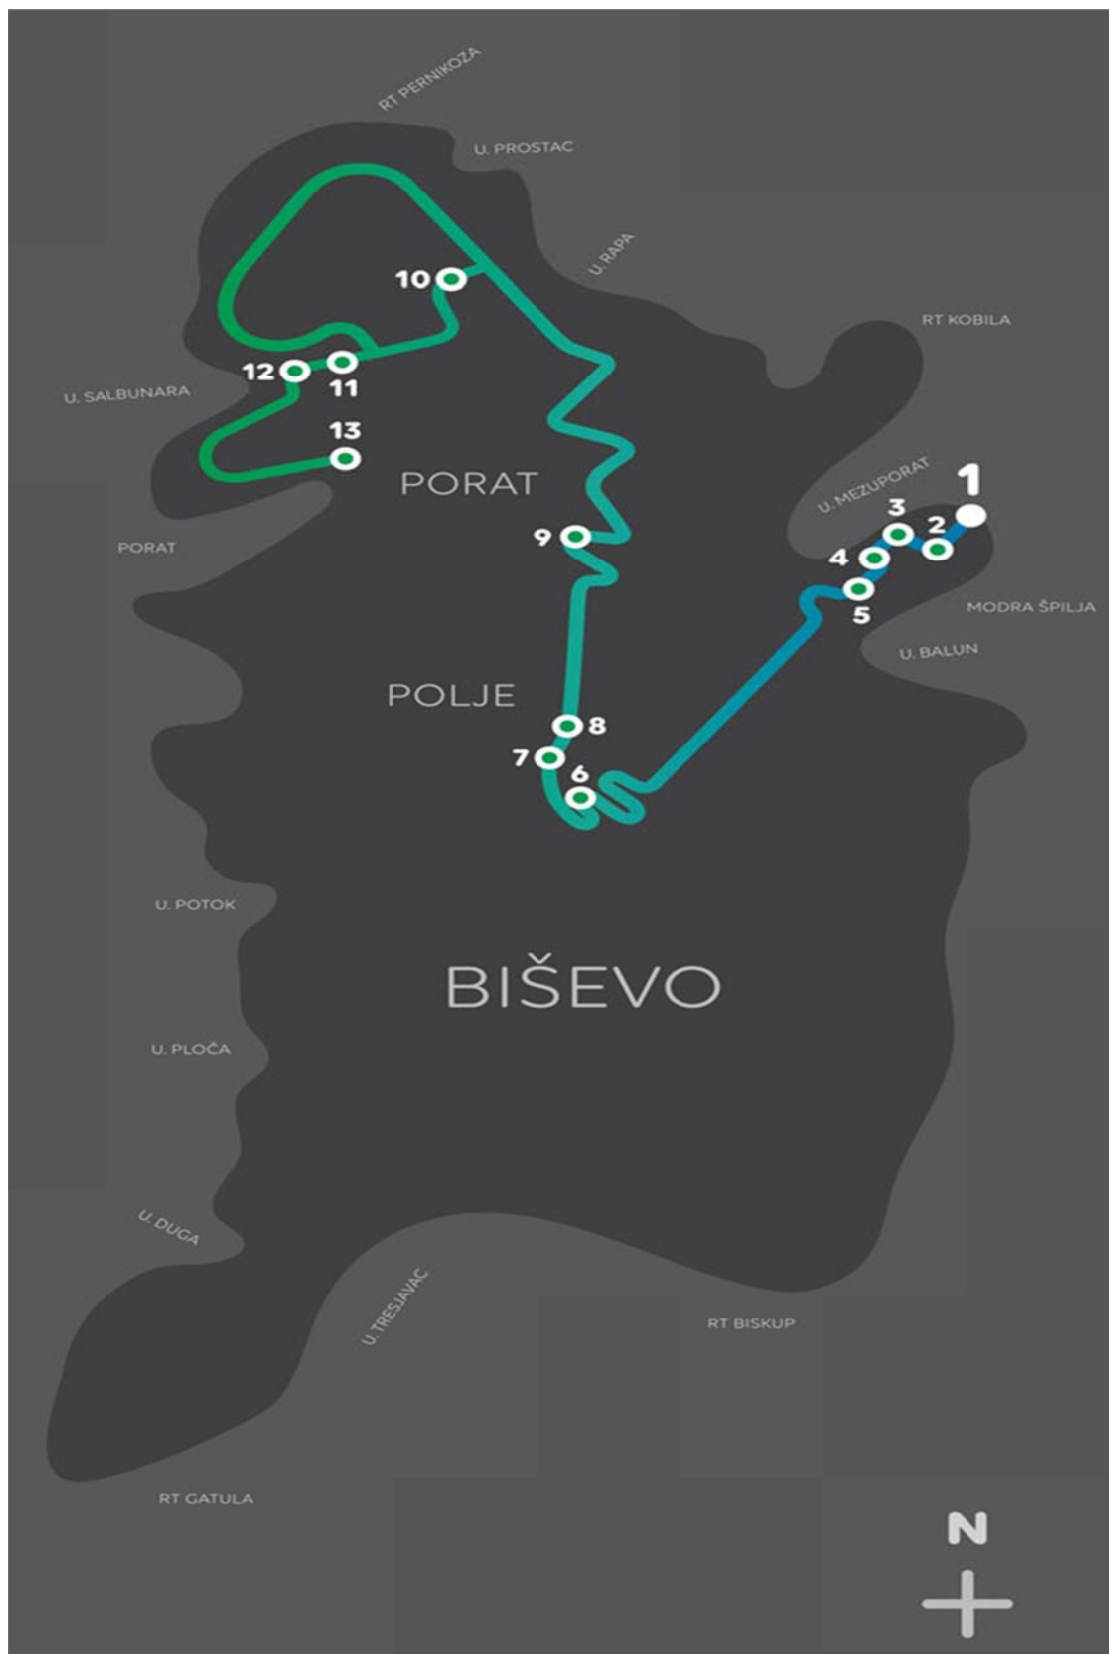 RT PERNIKOZA
U. PROSTAC
U. RAPA
10
RT KOBILA
12
11
U. SALBUNARA
13
PORAT
U. MEZUPORAT
1
3
2
9
4
PORAT
5
MODRA ŠPILJA
U. BALUN
POLJE
8
7
6
U. POTOK
BIŠEVO
U. PLOČA
U. DUGA
U. TRESJAVAC
RT BISKUP
RT GATULA
N